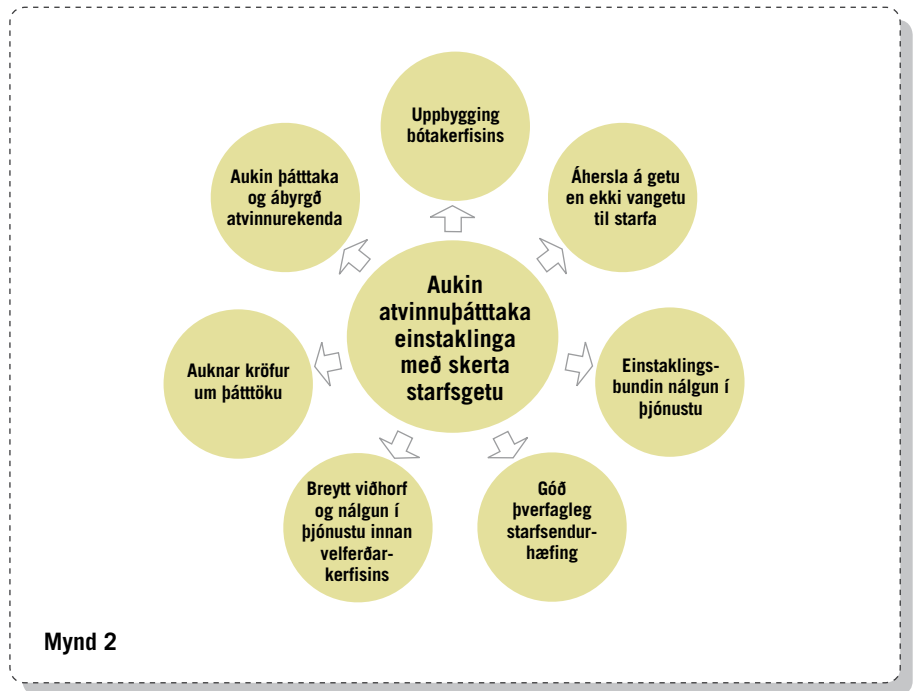 Uppbygging
bótakerfisins
Áhersla á getu
en ekki vangetu
til starfa
Einstaklings-
bundin nálgun í
þjónustu
Góð
þverfagleg
starfsendur-
hæfing
Breytt viðhorf
og nálgun í
þjónustu innan
velferðar-
kerfisins
Auknar kröfur
um þátttöku
Aukin þátttaka
og ábyrgð
atvinnurekenda
Aukin
atvinnuþátttaka
einstaklinga
með skerta
starfsgetu
Mynd 2